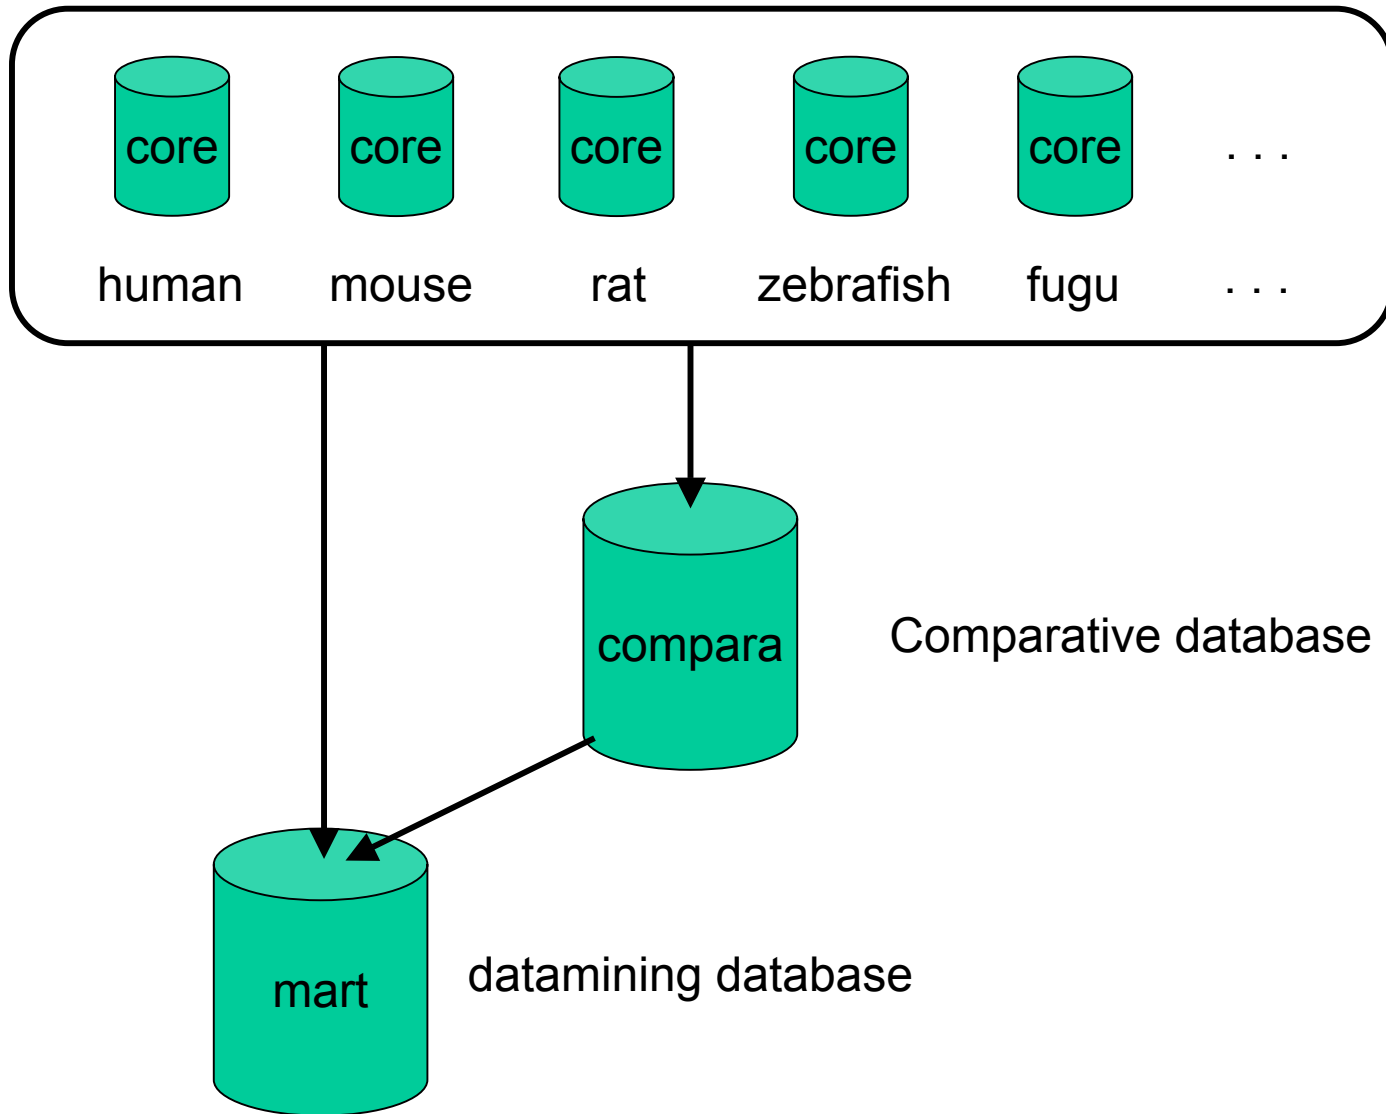 core core core core core . . .
human mouse rat zebrafish fugu . . .
compara Comparative database
mart datamining database